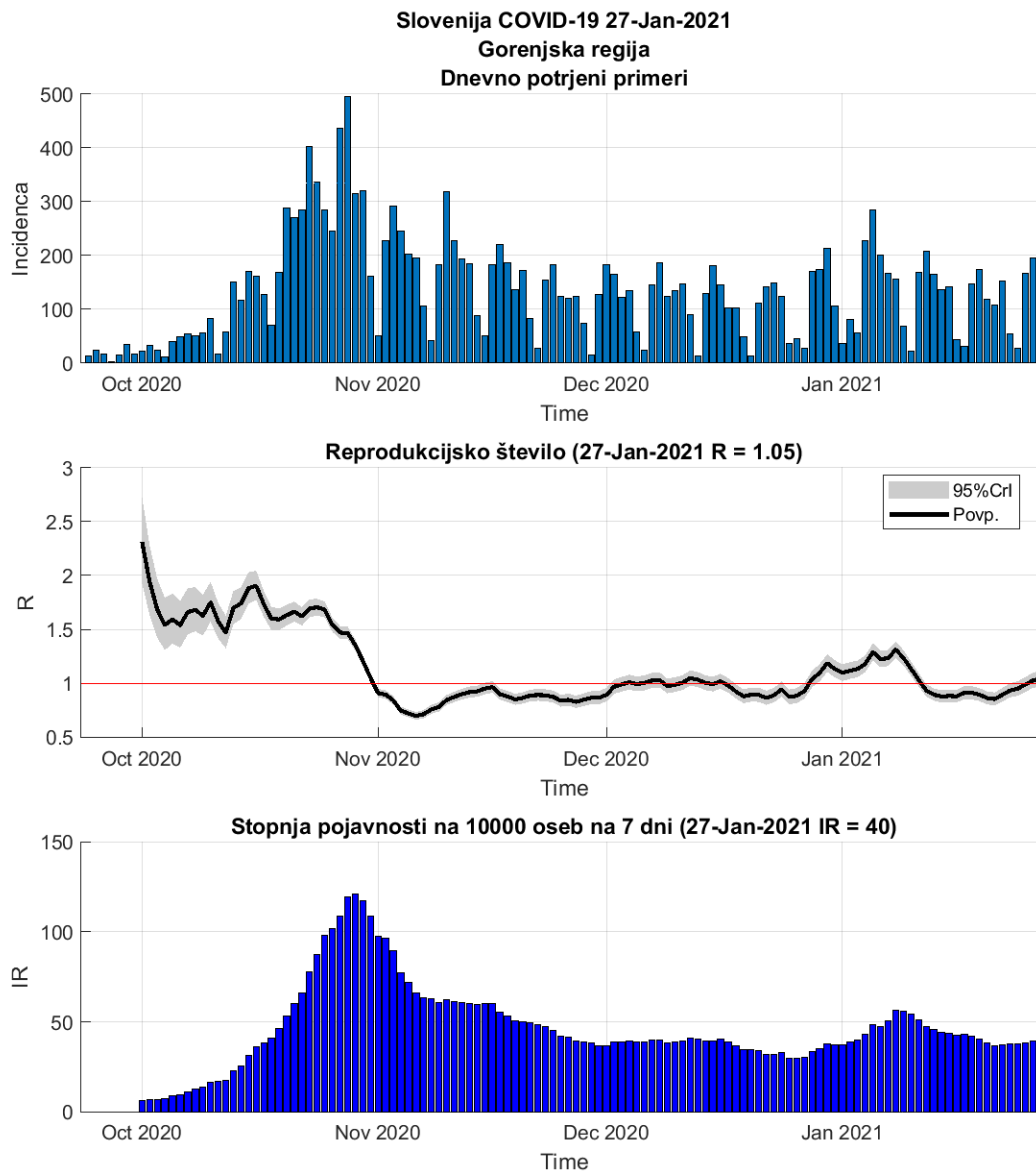 Slovenija COVID-19 27-Jan-2021
Gorenjska regija
Dnevno potrjeni primeri
500
400
300
200
100
0
Incidenca
Oct 2020 Nov 2020 Dec 2020 Jan 2021
Time
Reprodukcijsko število (27-Jan-2021 R = 1.05)
3
2.5
2
1.5
1
0.5
R
95%CrI
Povp.
Oct 2020 Nov 2020 Dec 2020 Jan 2021
Time
Stopnja pojavnosti na 10000 oseb na 7 dni (27-Jan-2021 IR = 40)
150
100
50
0
IR
Oct 2020 Nov 2020 Dec 2020 Jan 2021
Time